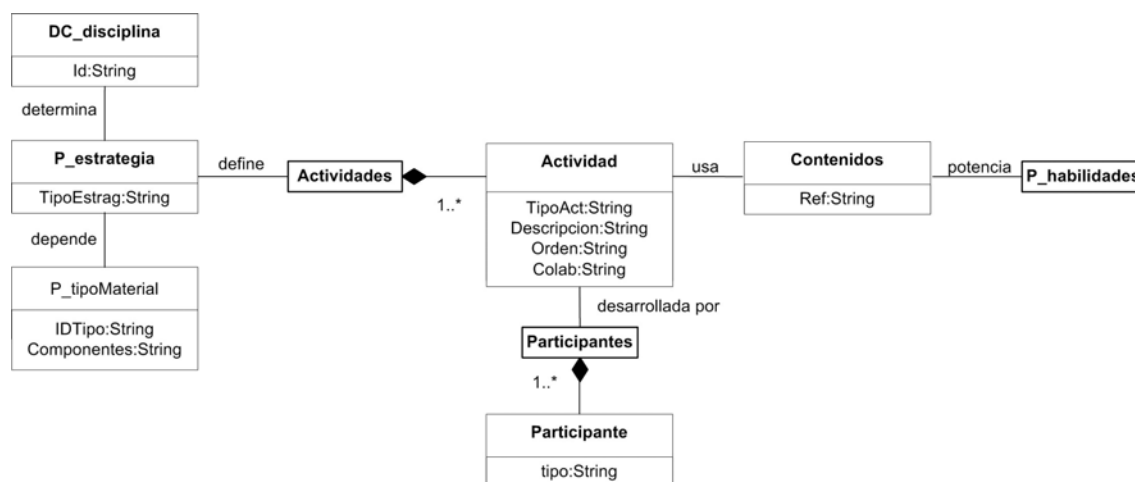 DC_disciplina
Id:String
determina
P_estrategia
TipoEstrag:String
define
Actividades
1..*
Actividad
TipoAct:String
Descripcion:String
Orden:String
Colab:String
usa
Contenidos
Ref:String
potencia
P_habilidades
depende
P_tipoMaterial
IDTipo:String
Componentes:String
desarrollada por
Participantes
1..*
Participante
tipo:String